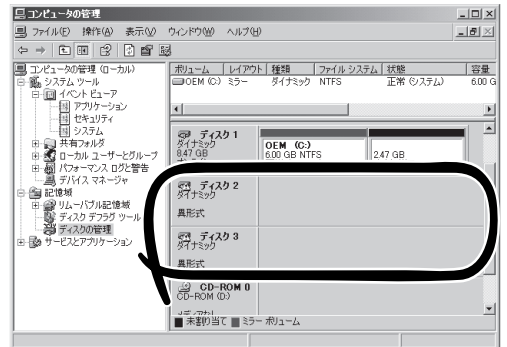 コンピュータの管理
ファイル(F) 操作(A) 表示(V) ウィンドウ(W) ヘルプ(H)
コンピュータの管理 (ローカル)
システム ツール
イベント ビューア
アプリケーション
セキュリティ
システム
共有フォルダ
ローカル ユーザーとグループ
パフォーマンス ログと警告
デバイス マネージャ
記憶域
リムーバブル記憶域
ディスク デフラグ ツール
ディスクの管理
サービスとアプリケーション
ボリューム レイアウト 種類 ファイル システム 状態 容量
OEM (C:) ミラー ダイナミック NTFS 正常 (システム) 6.00 G
ディスク 1
ダイナミック
8.47 GB
OEM (C:)
6.00 GB NTFS
2.47 GB
ディスク 2
ダイナミック
異形式
ディスク 3
ダイナミック
異形式
CD-ROM 0
CD-ROM (D:)
未割り当て ミラー ボリューム